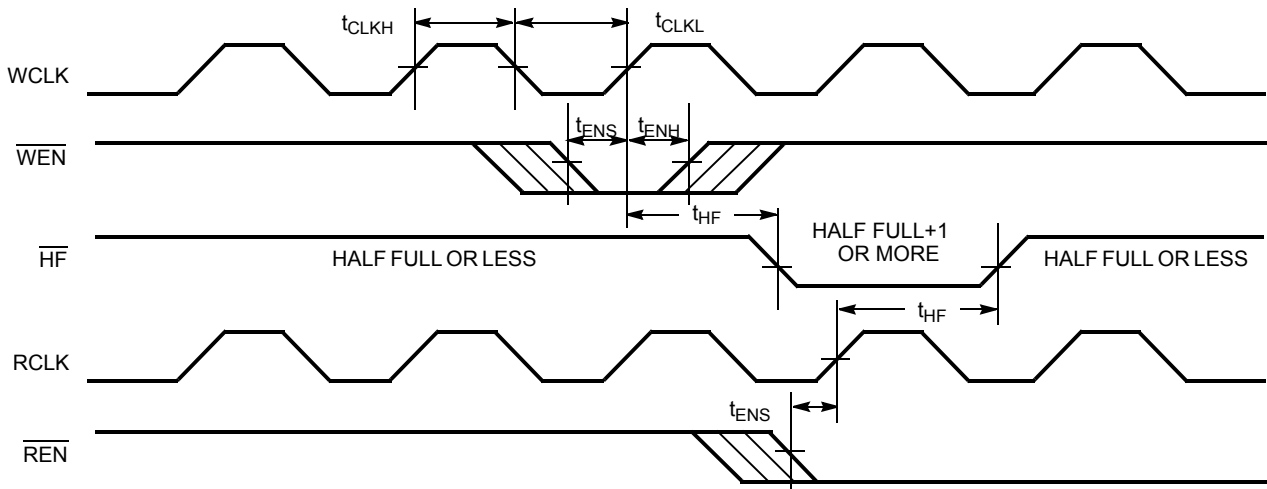 tCLKH
tCLKL
WCLK
tENS
tENH
WEN
tHF
HF
HALF FULL OR LESS
HALF FULL+1
OR MORE
HALF FULL OR LESS
tHF
RCLK
tENS
REN